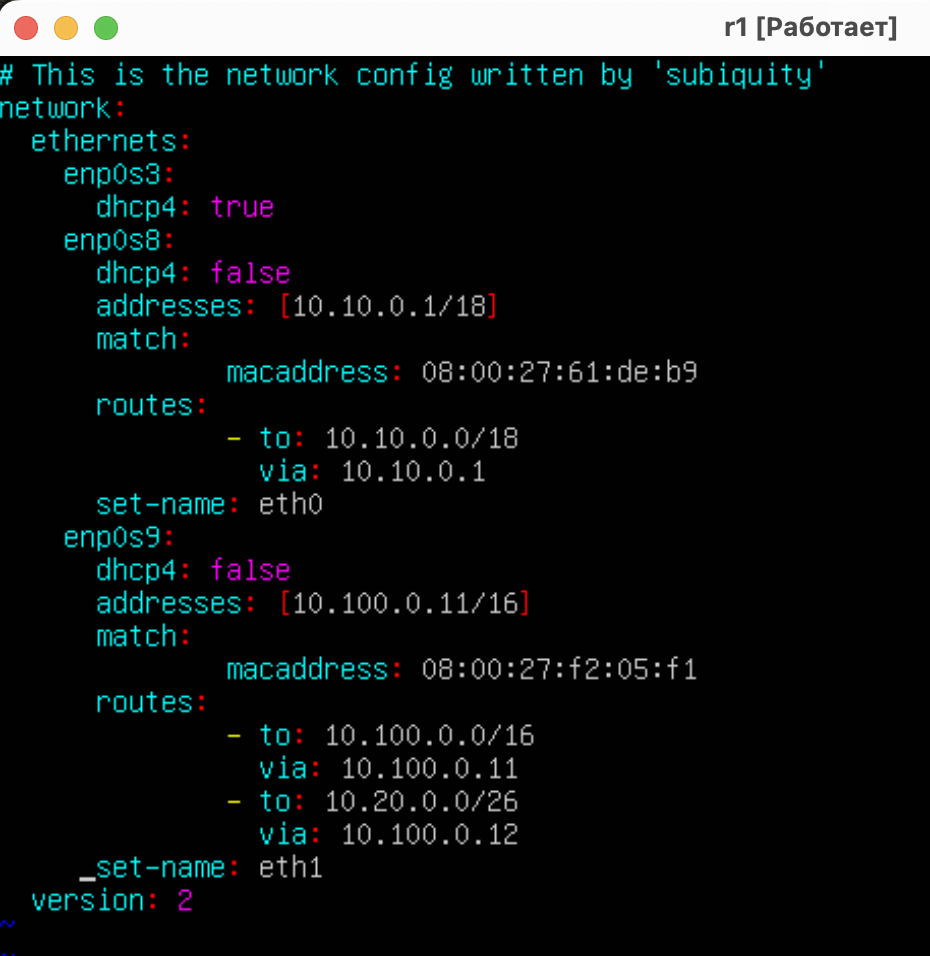 r1 [Работает]
# This is the network config written by 'subiquity'
network:
  ethernets:
    enp0s3:
      dhcp4: true
    enp0s8:
      dhcp4: false
      addresses: [10.10.0.1/18]
      match:
              macaddress: 08:00:27:61:de:b9
      routes:
              - to: 10.10.0.0/18
                via: 10.10.0.1
      set-name: eth0
    enp0s9:
      dhcp4: false
      addresses: [10.100.0.11/16]
      match:
              macaddress: 08:00:27:f2:05:f1
      routes:
              - to: 10.100.0.0/16
                via: 10.100.0.11
              - to: 10.20.0.0/26
                via: 10.100.0.12
      set-name: eth1
  version: 2
~
~